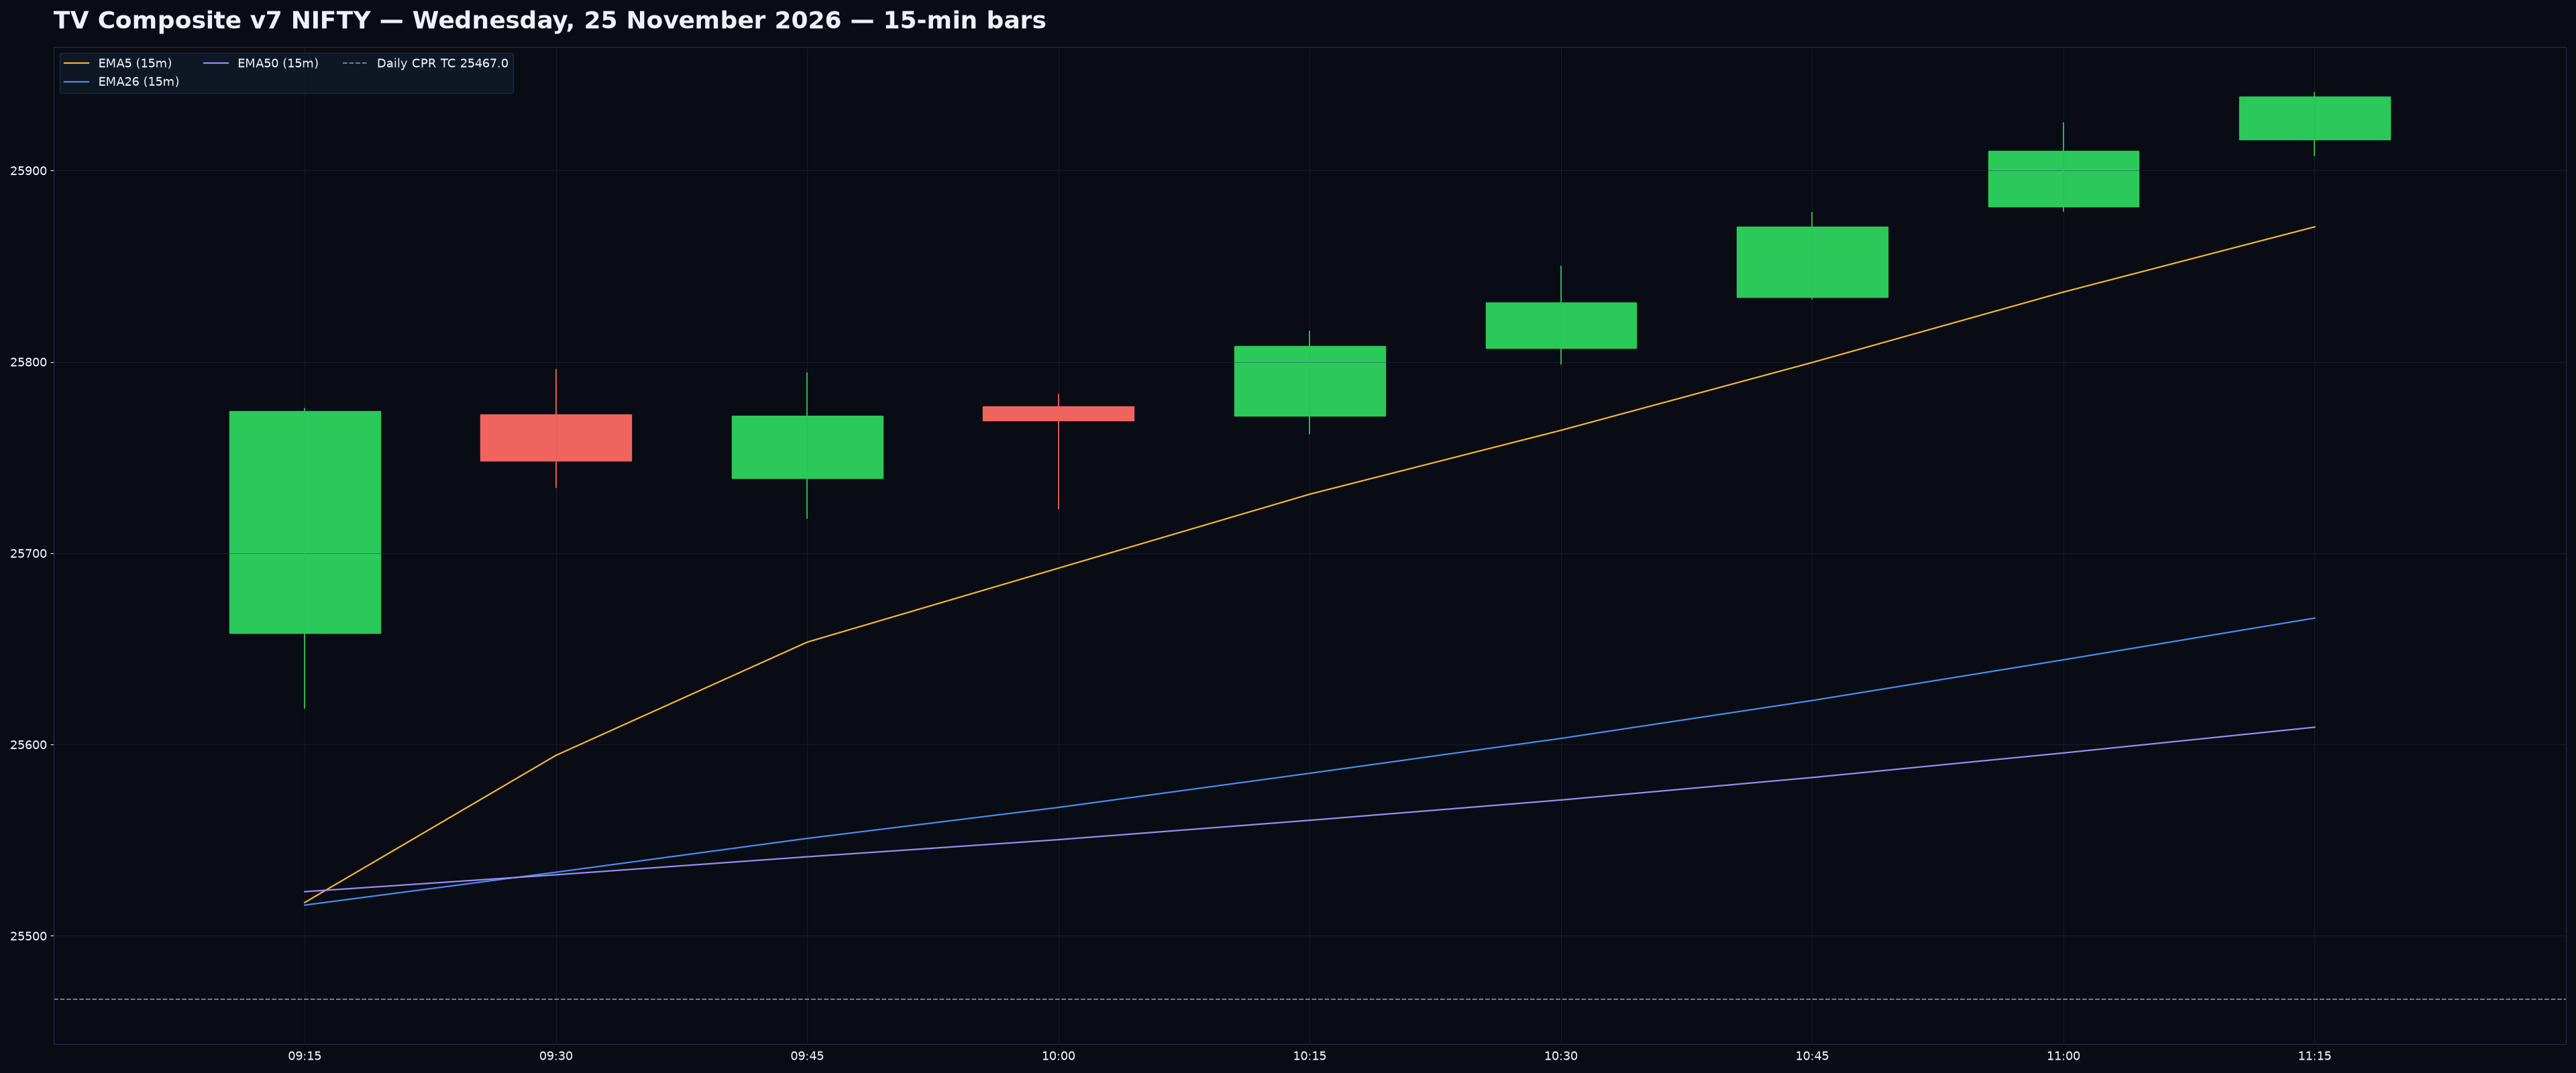 TV Composite v7 NIFTY — Wednesday, 25 November 2026 — 15-min bars
EMA5 (15m) EMA50 (15m) Daily CPR TC 25467.0
EMA26 (15m)
25900
25800
25700
25600
25500
09:15 09:30 09:45 10:00 10:15 10:30 10:45 11:00 11:15